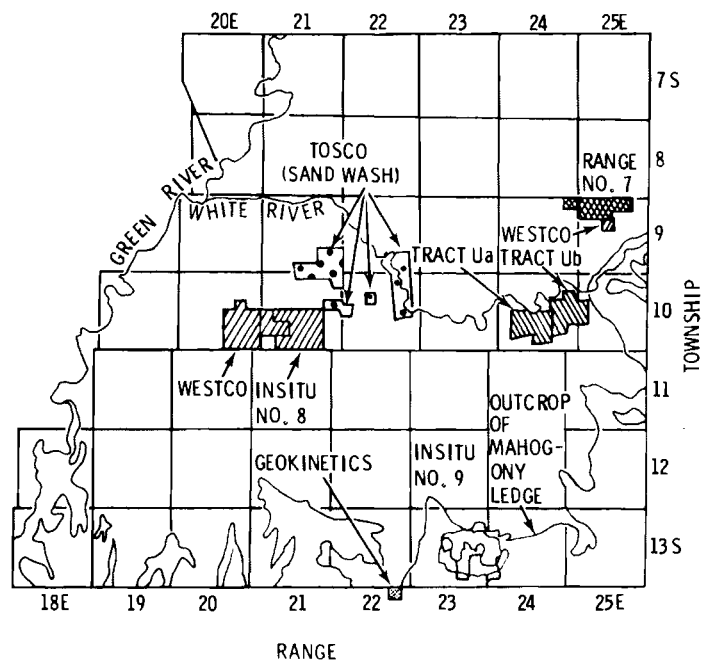 20E 21 22 23 24 25E
7S
8
9
10
11
12
13S
TOWNSHIP
GREEN RIVER
WHITE RIVER
TOSCO
(SAND WASH)
RANGE
NO. 7
WESTCO
TRACT Ua
TRACT Ub
WESTCO
INSITU
NO. 8
GEOKINETICS
INSITU
NO. 9
OUTCROP
OF
MAHOG-
ONY
LEDGE
18E 19 20 21 22 23 24 25E
RANGE